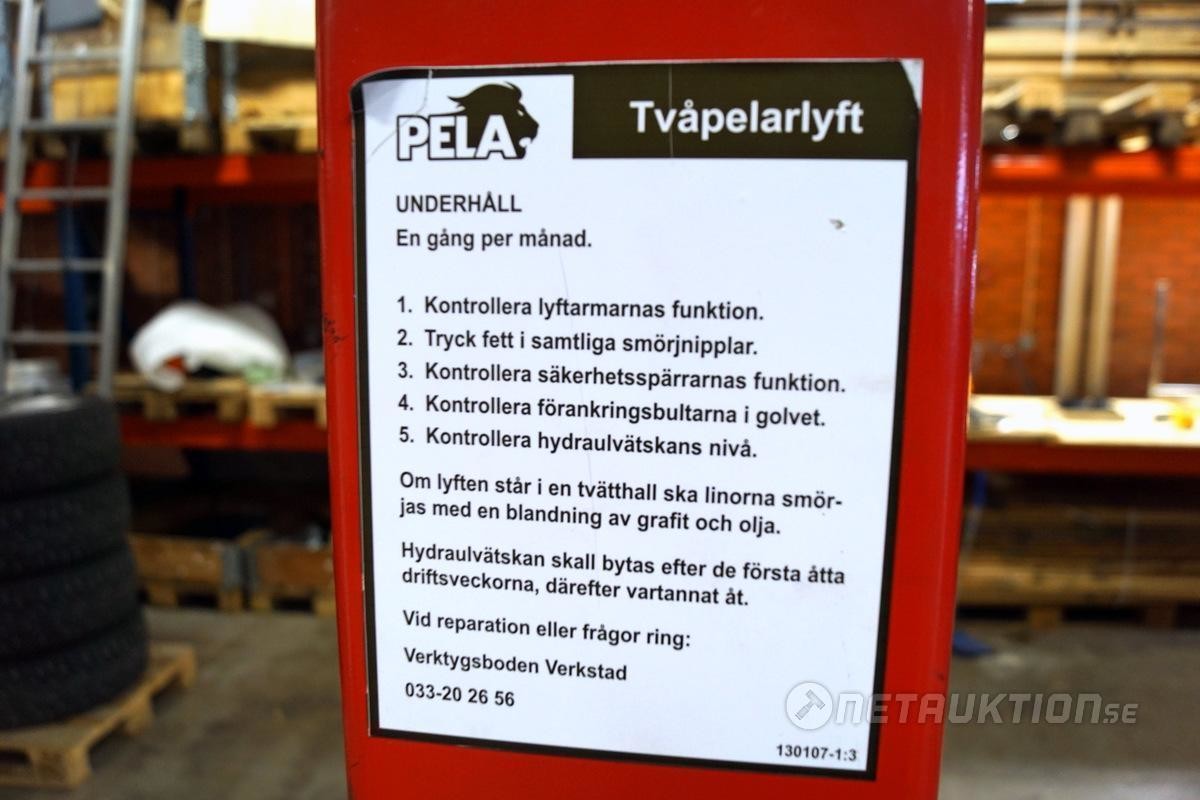 PELA
Tvåpelarlyft
UNDERHÅLL
En gång per månad.
1. Kontrollera lyftarmarnas funktion.
2. Tryck fett i samtliga smörjnipplar.
3. Kontrollera säkerhetsspärrarnas funktion.
4. Kontrollera förankringsbultarna i golvet.
5. Kontrollera hydraulvätskans nivå.
Om lyften står i en tvätthall ska linorna smör-
jas med en blandning av grafit och olja.
Hydraulvätskan skall bytas efter de första åtta
driftsveckorna, därefter vartannat åt.
Vid reparation eller frågor ring:
Verktygsboden Verkstad
033-20 26 56
NETAUKTION.SE
130107-1:3